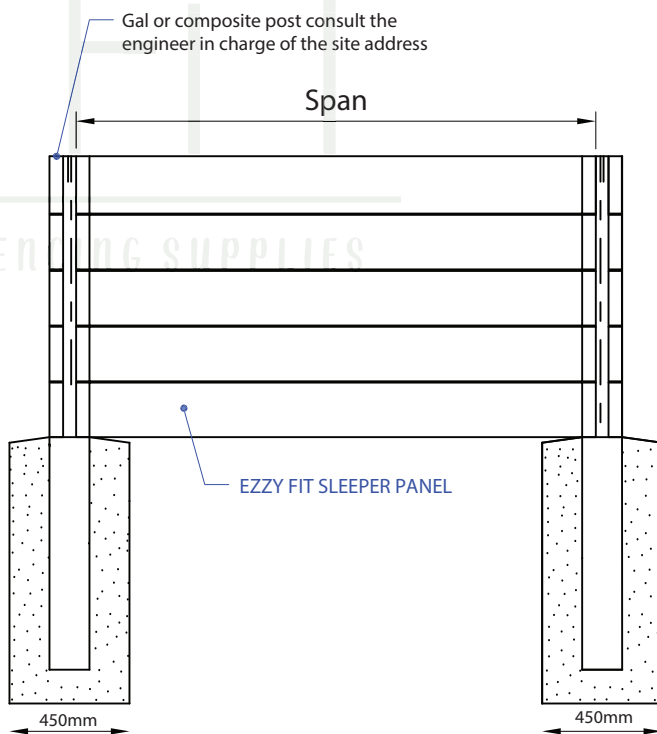 Gal or composite post consult the
engineer in charge of the site address
Span
SUPPLIES
EZZY FIT SLEEPER PANEL
450mm
450mm